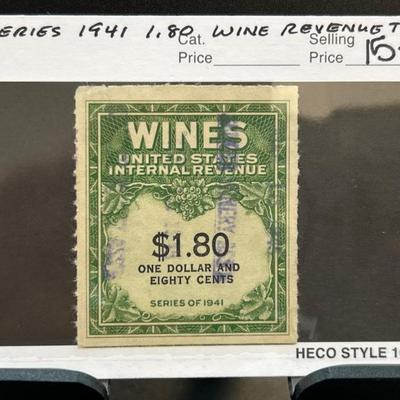 ERIES 1941 1.80 WINE REVENUE T
Cat. Price
Selling Price 15
WINES
UNITED STATES
INTERNAL REVENUE
$1.80
ONE DOLLAR AND
EIGHTY CENTS
SERIES OF 1941
HECO STYLE 1